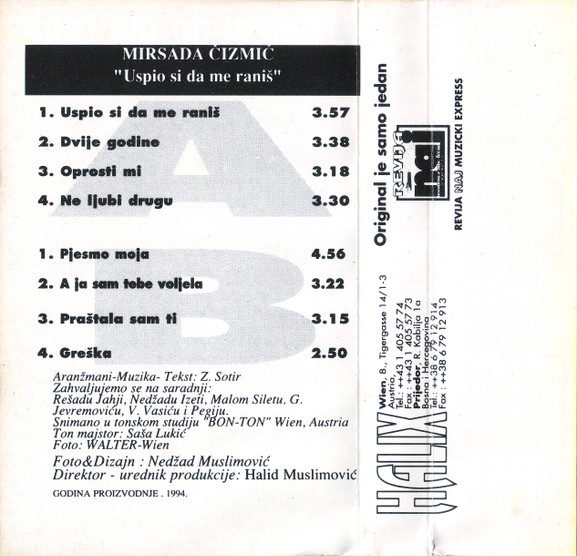 MIRSADA ČIZMIĆ
"Uspio si da me raniš"
A
1. Uspio si da me raniš 3.57
2. Dvije godine 3.38
3. Oprosti mi 3.18
4. Ne ljubi drugu 3.30
B
1. Pjesmo moja 4.56
2. A ja sam tebe voljela 3.22
3. Praštala sam ti 3.15
4. Greška 2.50
Aranžmani-Muzika- Tekst: Z. Sotir
Zahvaljujemo se na saradnji:
Rešadu Jahji, Nedžadu Izeti, Malom Siletu, G.
Jevremoviću, V. Vasiću i Pegiju.
Snimano u tonskom studiju "BON-TON" Wien, Austria
Ton majstor: Saša Lukić
Foto: WALTER-Wien
Foto&Dizajn : Nedžad Muslimović
Direktor - urednik produkcije: Halid Muslimović
GODINA PROIZVODNJE . 1994.
Original je samo jedan
REVIJA
naj
REVIJA NAJ MUZICKI EXPRESS
HALIX
Wien, 8., Tigergasse 14/1-3
Austria,
Tel.: ++43 1 405 57 74
Fax : ++43 1 405 57 73
Prijedor, R. Kabilja 1a
Bosna i Hercegovina
Tel.: ++38 6 79 12 914
Fax : ++38 6 79 12 913